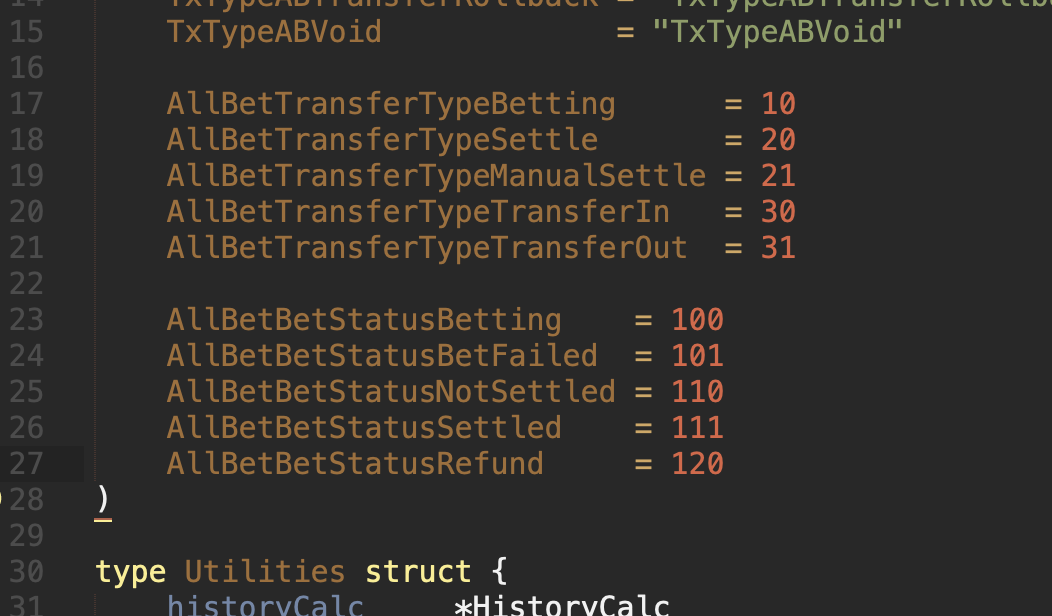 14 TxTypeABTransferRollback = "TxTypeABTransferRollb
15 TxTypeABVoid = "TxTypeABVoid"
16
17 AllBetTransferTypeBetting = 10
18 AllBetTransferTypeSettle = 20
19 AllBetTransferTypeManualSettle = 21
20 AllBetTransferTypeTransferIn = 30
21 AllBetTransferTypeTransferOut = 31
22
23 AllBetBetStatusBetting = 100
24 AllBetBetStatusBetFailed = 101
25 AllBetBetStatusNotSettled = 110
26 AllBetBetStatusSettled = 111
27 AllBetBetStatusRefund = 120
28 )
29
30 type Utilities struct {
31 historyCalc *HistoryCalc